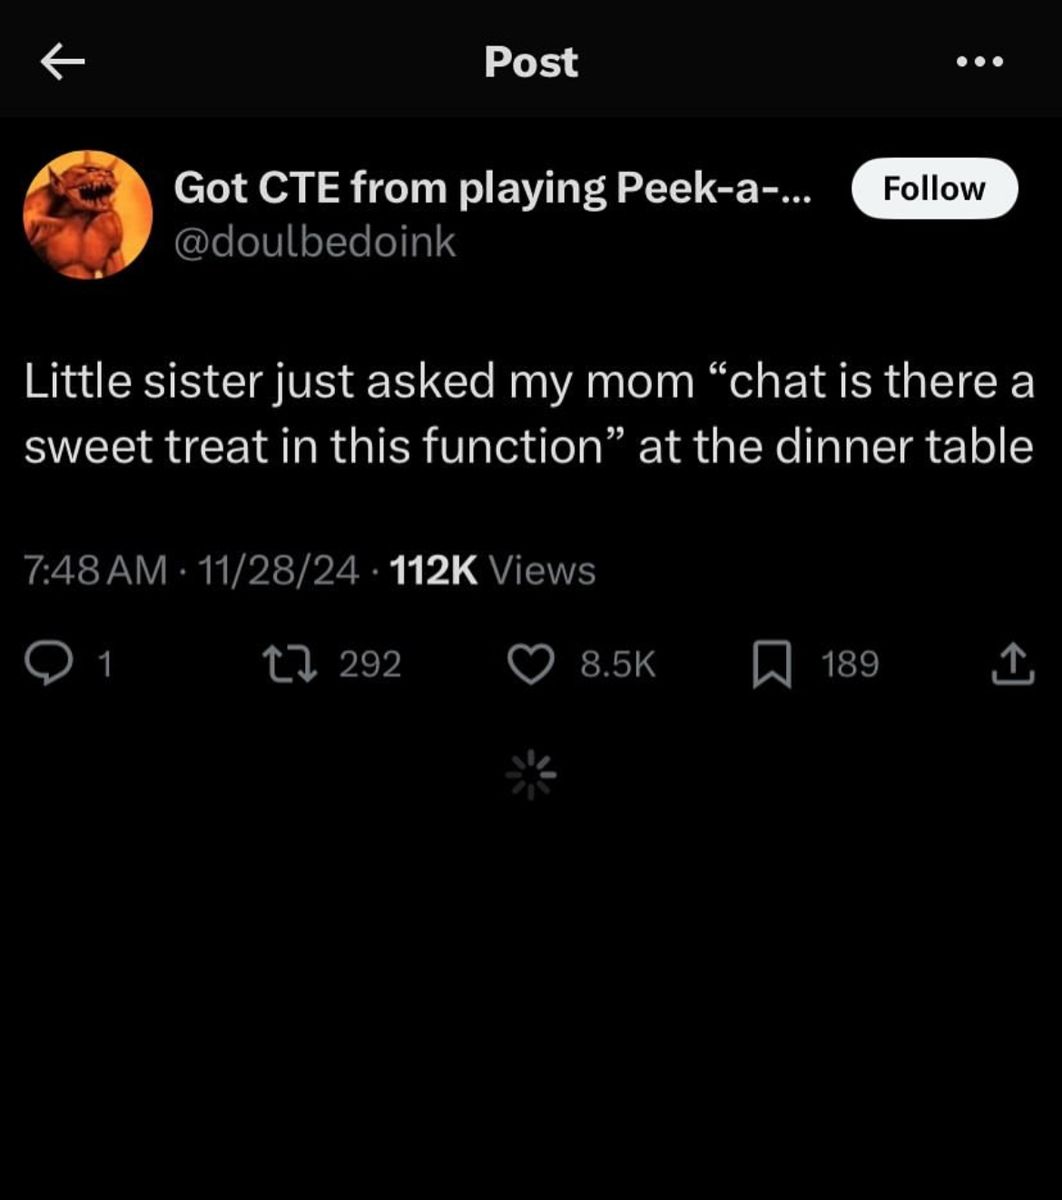 Post
Got CTE from playing Peek-a-...
Follow
@doulbedoink
Little sister just asked my mom “chat is there a
sweet treat in this function” at the dinner table
7:48 AM · 11/28/24 · 112K Views
1 292 8.5K 189